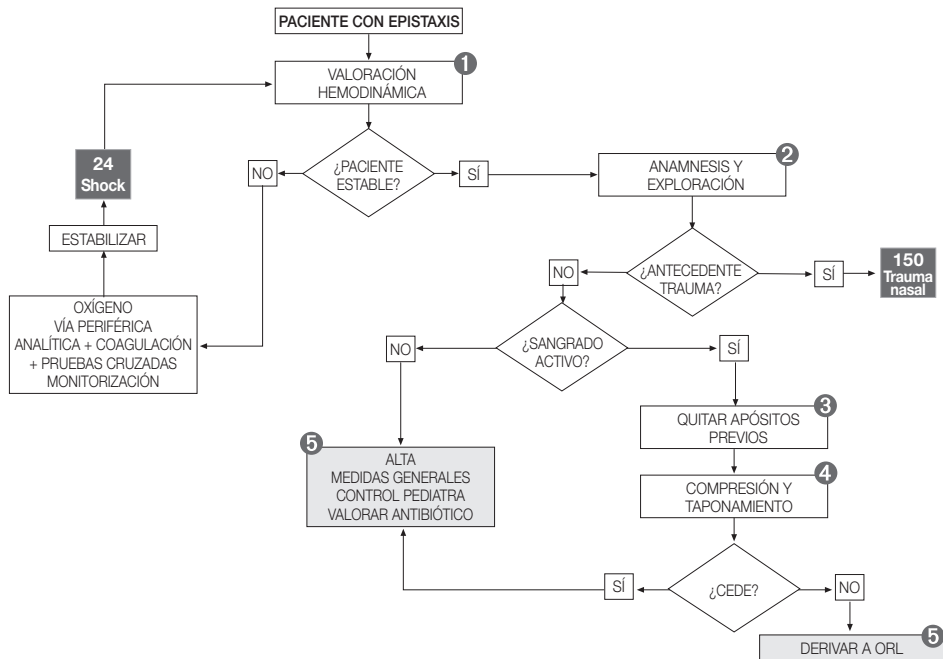 PACIENTE CON EPISTAXIS
1
VALORACIÓN
HEMODINÁMICA
24
Shock
NO
¿PACIENTE
ESTABLE?
SÍ
2
ANAMNESIS Y
EXPLORACIÓN
ESTABILIZAR
OXÍGENO
VÍA PERIFÉRICA
ANALÍTICA + COAGULACIÓN
+ PRUEBAS CRUZADAS
MONITORIZACIÓN
NO
¿ANTECEDENTE
TRAUMA?
SÍ
150
Trauma
nasal
NO
¿SANGRADO
ACTIVO?
SÍ
3
QUITAR APÓSITOS
PREVIOS
5
ALTA
MEDIDAS GENERALES
CONTROL PEDIATRA
VALORAR ANTIBIÓTICO
4
COMPRESIÓN Y
TAPONAMIENTO
SÍ
¿CEDE?
NO
5
DERIVAR A ORL